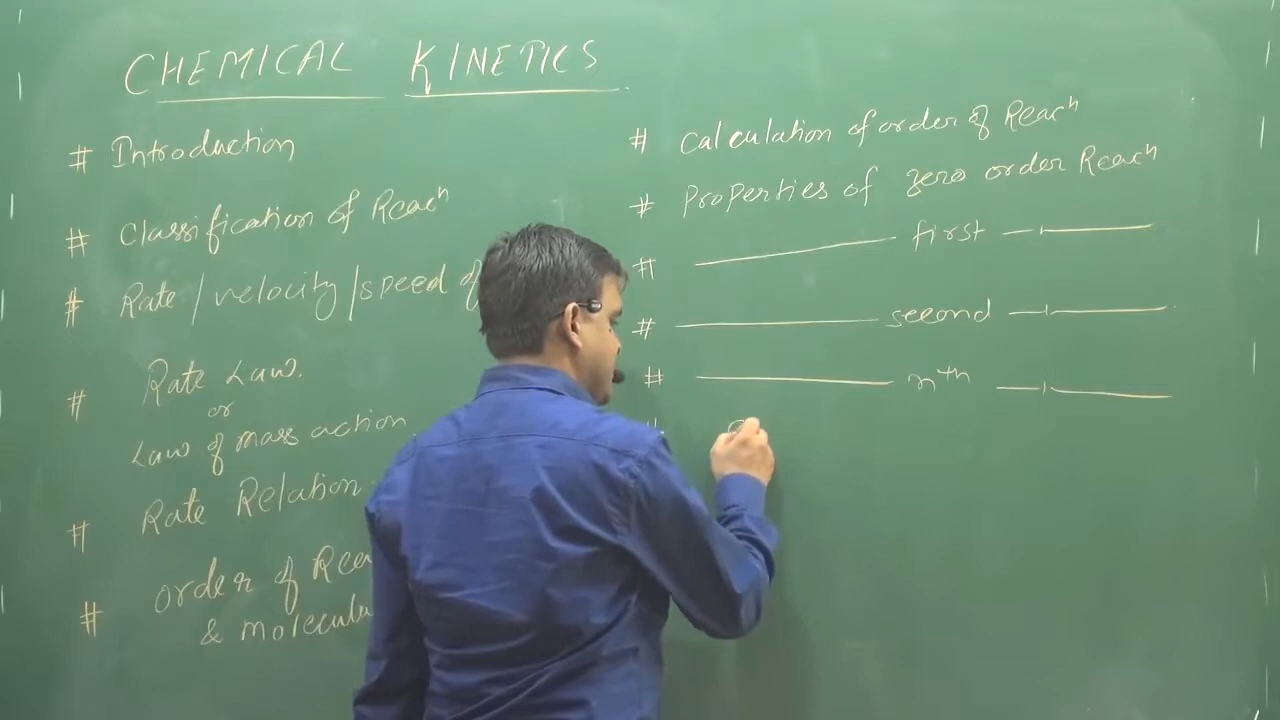 CHEMICAL KINETICS
# Introduction
# Classification of Reacⁿ
# Rate / velocity / speed of
# Rate Law.
or
Law of mass action
# Rate Relation
# order of Rea
& molecula
# Calculation of order of Reacⁿ
# Properties of zero order Reacⁿ
# ——— first —ı—
# ——— second —ı—
# ——— nth —ı—